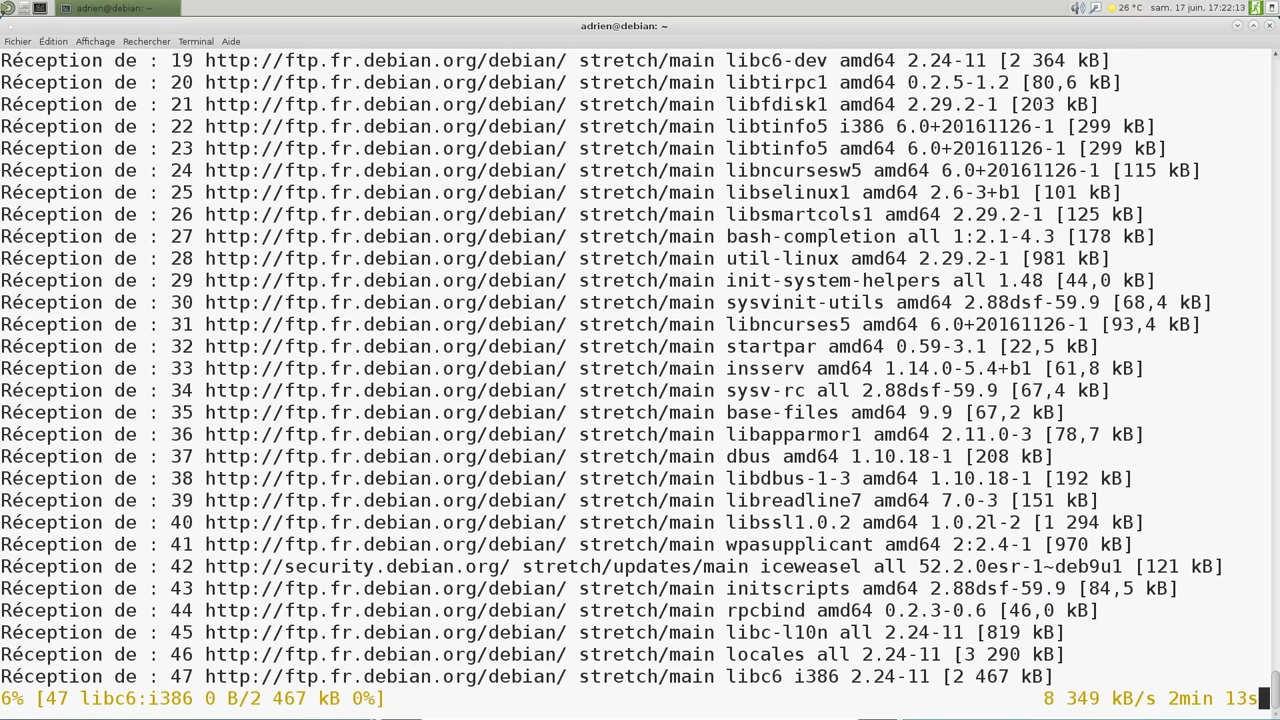 adrien@debian: ~
26 °C
sam. 17 juin, 17:22:13
adrien@debian: ~
Fichier Édition Affichage Rechercher Terminal Aide
Réception de : 19 http://ftp.fr.debian.org/debian/ stretch/main libc6-dev amd64 2.24-11 [2 364 kB]
Réception de : 20 http://ftp.fr.debian.org/debian/ stretch/main libtirpc1 amd64 0.2.5-1.2 [80,6 kB]
Réception de : 21 http://ftp.fr.debian.org/debian/ stretch/main libfdisk1 amd64 2.29.2-1 [203 kB]
Réception de : 22 http://ftp.fr.debian.org/debian/ stretch/main libtinfo5 i386 6.0+20161126-1 [299 kB]
Réception de : 23 http://ftp.fr.debian.org/debian/ stretch/main libtinfo5 amd64 6.0+20161126-1 [299 kB]
Réception de : 24 http://ftp.fr.debian.org/debian/ stretch/main libncursesw5 amd64 6.0+20161126-1 [115 kB]
Réception de : 25 http://ftp.fr.debian.org/debian/ stretch/main libselinux1 amd64 2.6-3+b1 [101 kB]
Réception de : 26 http://ftp.fr.debian.org/debian/ stretch/main libsmartcols1 amd64 2.29.2-1 [125 kB]
Réception de : 27 http://ftp.fr.debian.org/debian/ stretch/main bash-completion all 1:2.1-4.3 [178 kB]
Réception de : 28 http://ftp.fr.debian.org/debian/ stretch/main util-linux amd64 2.29.2-1 [981 kB]
Réception de : 29 http://ftp.fr.debian.org/debian/ stretch/main init-system-helpers all 1.48 [44,0 kB]
Réception de : 30 http://ftp.fr.debian.org/debian/ stretch/main sysvinit-utils amd64 2.88dsf-59.9 [68,4 kB]
Réception de : 31 http://ftp.fr.debian.org/debian/ stretch/main libncurses5 amd64 6.0+20161126-1 [93,4 kB]
Réception de : 32 http://ftp.fr.debian.org/debian/ stretch/main startpar amd64 0.59-3.1 [22,5 kB]
Réception de : 33 http://ftp.fr.debian.org/debian/ stretch/main insserv amd64 1.14.0-5.4+b1 [61,8 kB]
Réception de : 34 http://ftp.fr.debian.org/debian/ stretch/main sysv-rc all 2.88dsf-59.9 [67,4 kB]
Réception de : 35 http://ftp.fr.debian.org/debian/ stretch/main base-files amd64 9.9 [67,2 kB]
Réception de : 36 http://ftp.fr.debian.org/debian/ stretch/main libapparmor1 amd64 2.11.0-3 [78,7 kB]
Réception de : 37 http://ftp.fr.debian.org/debian/ stretch/main dbus amd64 1.10.18-1 [208 kB]
Réception de : 38 http://ftp.fr.debian.org/debian/ stretch/main libdbus-1-3 amd64 1.10.18-1 [192 kB]
Réception de : 39 http://ftp.fr.debian.org/debian/ stretch/main libreadline7 amd64 7.0-3 [151 kB]
Réception de : 40 http://ftp.fr.debian.org/debian/ stretch/main libssl1.0.2 amd64 1.0.2l-2 [1 294 kB]
Réception de : 41 http://ftp.fr.debian.org/debian/ stretch/main wpasupplicant amd64 2:2.4-1 [970 kB]
Réception de : 42 http://security.debian.org/ stretch/updates/main iceweasel all 52.2.0esr-1~deb9u1 [121 kB]
Réception de : 43 http://ftp.fr.debian.org/debian/ stretch/main initscripts amd64 2.88dsf-59.9 [84,5 kB]
Réception de : 44 http://ftp.fr.debian.org/debian/ stretch/main rpcbind amd64 0.2.3-0.6 [46,0 kB]
Réception de : 45 http://ftp.fr.debian.org/debian/ stretch/main libc-l10n all 2.24-11 [819 kB]
Réception de : 46 http://ftp.fr.debian.org/debian/ stretch/main locales all 2.24-11 [3 290 kB]
Réception de : 47 http://ftp.fr.debian.org/debian/ stretch/main libc6 i386 2.24-11 [2 467 kB]
6% [47 libc6:i386 0 B/2 467 kB 0%] 8 349 kB/s 2min 13s